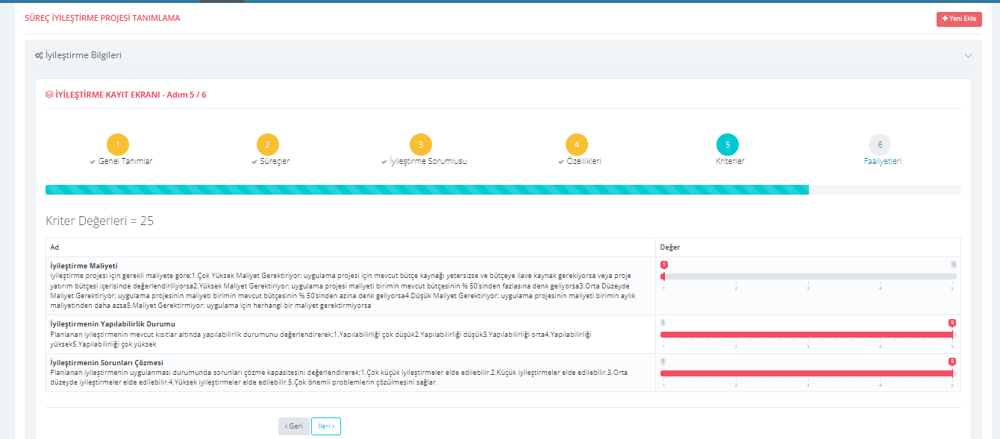 SÜREÇ İYİLEŞTİRME PROJESİ TANIMLAMA
Yeni Ekle
İyileştirme Bilgileri
İYİLEŞTİRME KAYIT EKRANI - Adım 5 / 6
1 2 3 4 5 6
Genel Tanımlar Süreçler İyileştirme Sorumlusu Özellikleri Kriterler Faaliyetleri
Kriter Değerleri = 25
Ad Değer
İyileştirme Maliyeti
iyileştirme projesi için gerekli maliyete göre;1.Çok Yüksek Maliyet Gerektiriyor: uygulama projesi için mevcut bütçe kaynağı yetersizse ve bütçeye ilave kaynak gerekiyorsa veya proje
yatırım bütçesi içerisinde değerlendiriliyorsa2.Yüksek Maliyet Gerektiriyor: uygulama projesi maliyeti birimin mevcut bütçesinin % 50'sinden fazlasına denk geliyorsa3.Orta Düzeyde
Maliyet Gerektiriyor: uygulama projesinin maliyeti birimin mevcut bütçesinin % 50'sinden azına denk geliyorsa4.Düşük Maliyet Gerektiriyor: uygulama projesinin maliyeti birimin aylık
maliyetinden daha azsa5.Maliyet Gerektirmiyor: uygulama için herhangi bir maliyet gerektirmiyorsa
1 5
1 2 3 4 5
İyileştirmenin Yapılabilirlik Durumu
Planlanan iyileştirmenin mevcut kısıtlar altında yapılabilirlik durumunu değerlendirerek;1.Yapılabilirliği çok düşük2.Yapılabilirliği düşük3.Yapılabilirliği orta4.Yapılabilirliği
yüksek5.Yapılabilirliği çok yüksek
1 5
1 2 3 4 5
İyileştirmenin Sorunları Çözmesi
Planlanan iyileştirmenin uygulanması durumunda sorunları çözme kapasitesini değerlendirerek;1.Çok küçük iyileştirmeler elde edilebilir.2.Küçük iyileştirmeler elde edilebilir.3.Orta
düzeyde iyileştirmeler elde edilebilir.4.Yüksek iyileştirmeler elde edilebilir.5.Çok önemli problemlerin çözülmesini sağlar.
1 5
1 2 3 4 5
‹ Geri İleri ›